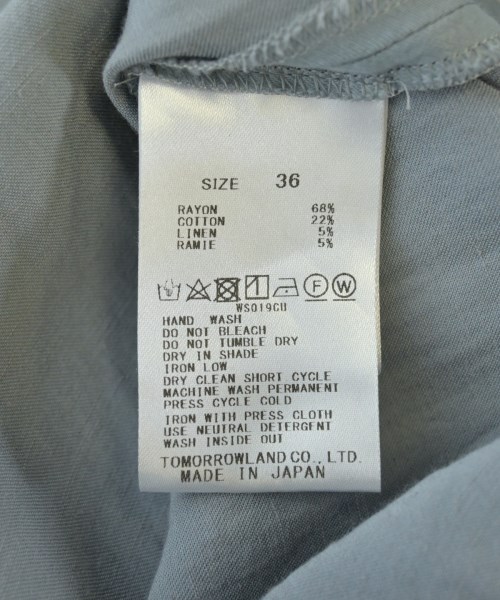 SIZE 36
RAYON 68%
COTTON 22%
LINEN 5%
RAMIE 5%
F W
WS019CU
HAND WASH
DO NOT BLEACH
DO NOT TUMBLE DRY
DRY IN SHADE
IRON LOW
DRY CLEAN SHORT CYCLE
MACHINE WASH PERMANENT
PRESS CYCLE COLD
IRON WITH PRESS CLOTH
USE NEUTRAL DETERGENT
WASH INSIDE OUT
TOMORROWLAND CO., LTD.
MADE IN JAPAN